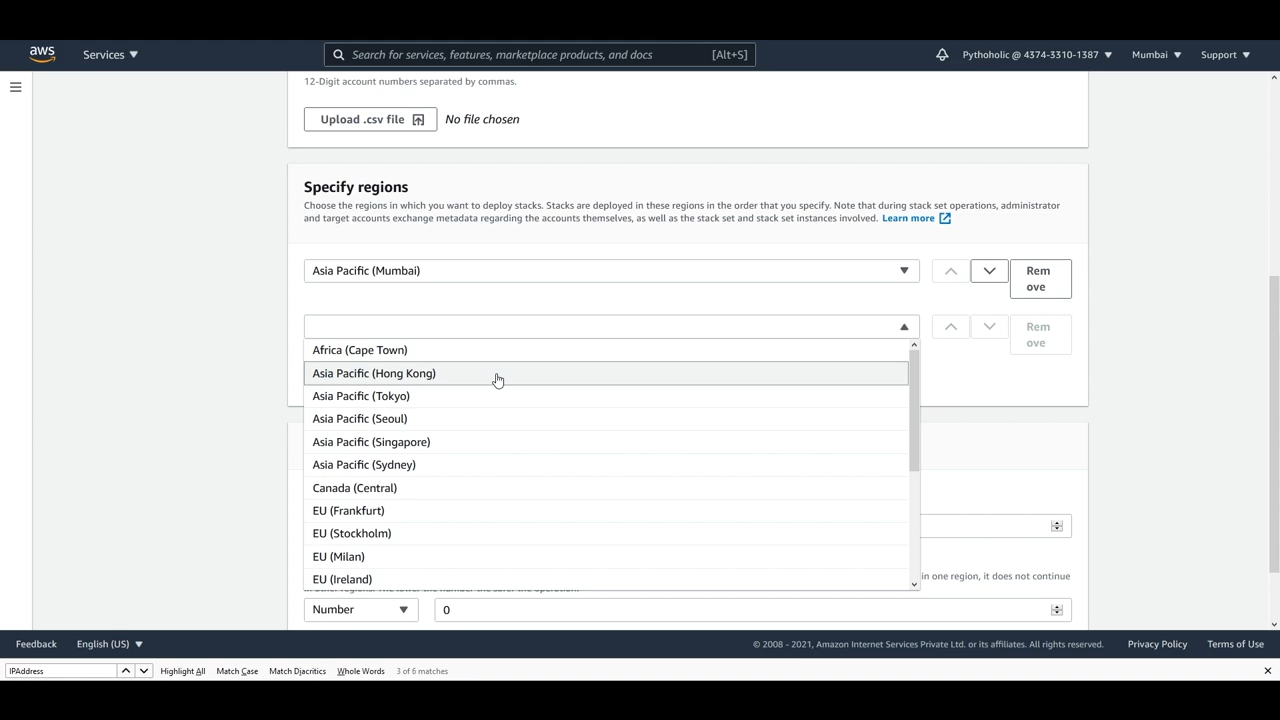 aws
Services
Search for services, features, marketplace products, and docs
[Alt+S]
Pythoholic @ 4374-3310-1387
Mumbai
Support
12-Digit account numbers separated by commas.
Upload .csv file
No file chosen
Specify regions
Choose the regions in which you want to deploy stacks. Stacks are deployed in these regions in the order that you specify. Note that during stack set operations, administrator
and target accounts exchange metadata regarding the accounts themselves, as well as the stack set and stack set instances involved. Learn more
Asia Pacific (Mumbai)
Rem
ove
Rem
ove
Africa (Cape Town)
Asia Pacific (Hong Kong)
Asia Pacific (Tokyo)
Asia Pacific (Seoul)
Asia Pacific (Singapore)
Asia Pacific (Sydney)
Canada (Central)
EU (Frankfurt)
EU (Stockholm)
EU (Milan)
EU (Ireland)
in one region, it does not continue
Number
0
Feedback
English (US)
© 2008 - 2021, Amazon Internet Services Private Ltd. or its affiliates. All rights reserved.
Privacy Policy
Terms of Use
IPAddress
Highlight All
Match Case
Match Diacritics
Whole Words
3 of 6 matches